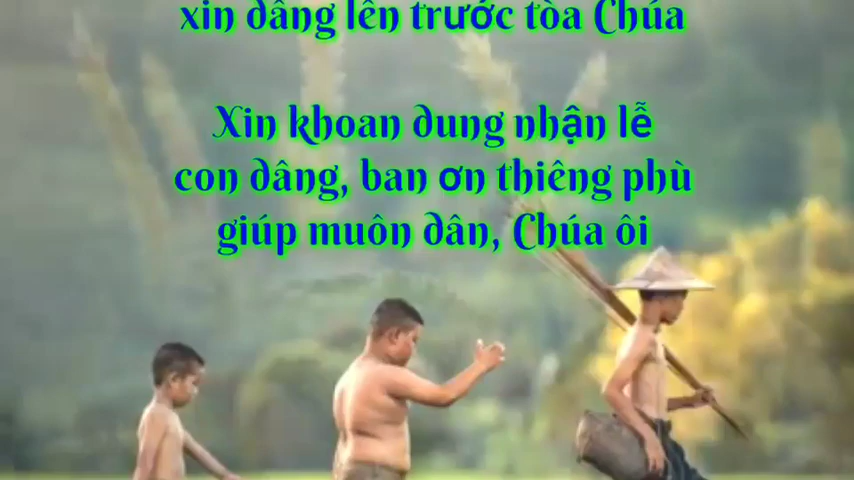 xin dâng lên trước tòa Chúa
Xin khoan dung nhận lễ
con dâng, ban ơn thiêng phù
giúp muôn dân, Chúa ôi